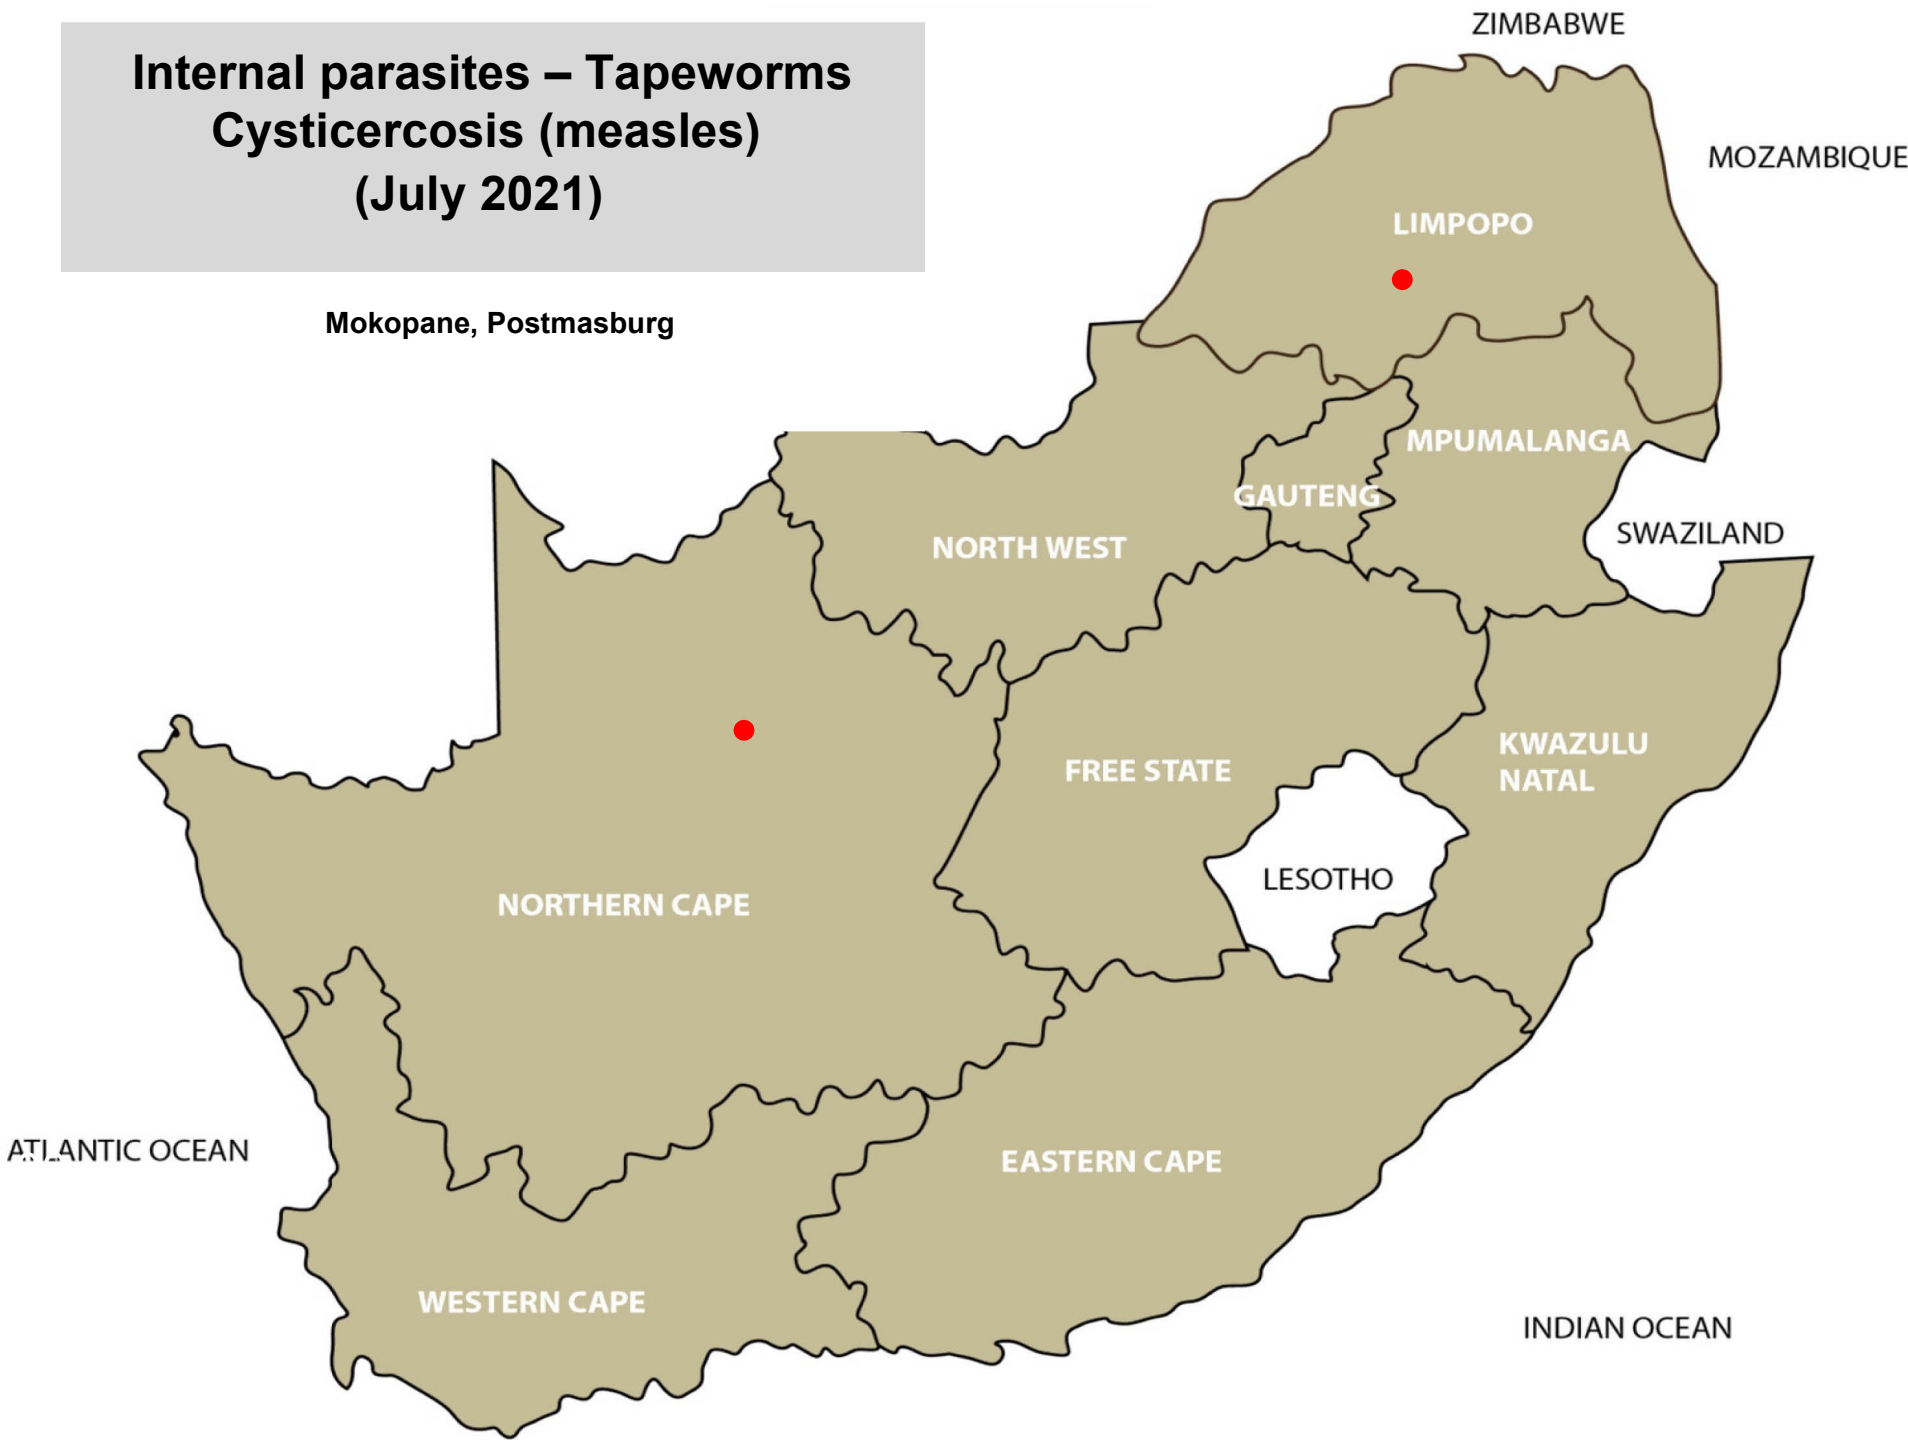 Internal parasites – Tapeworms
Cysticercosis (measles)
(July 2021)
Mokopane, Postmasburg
ZIMBABWE
MOZAMBIQUE
LIMPOPO
MPUMALANGA
GAUTENG
SWAZILAND
NORTH WEST
KWAZULU
NATAL
FREE STATE
LESOTHO
NORTHERN CAPE
ATLANTIC OCEAN
EASTERN CAPE
WESTERN CAPE
INDIAN OCEAN